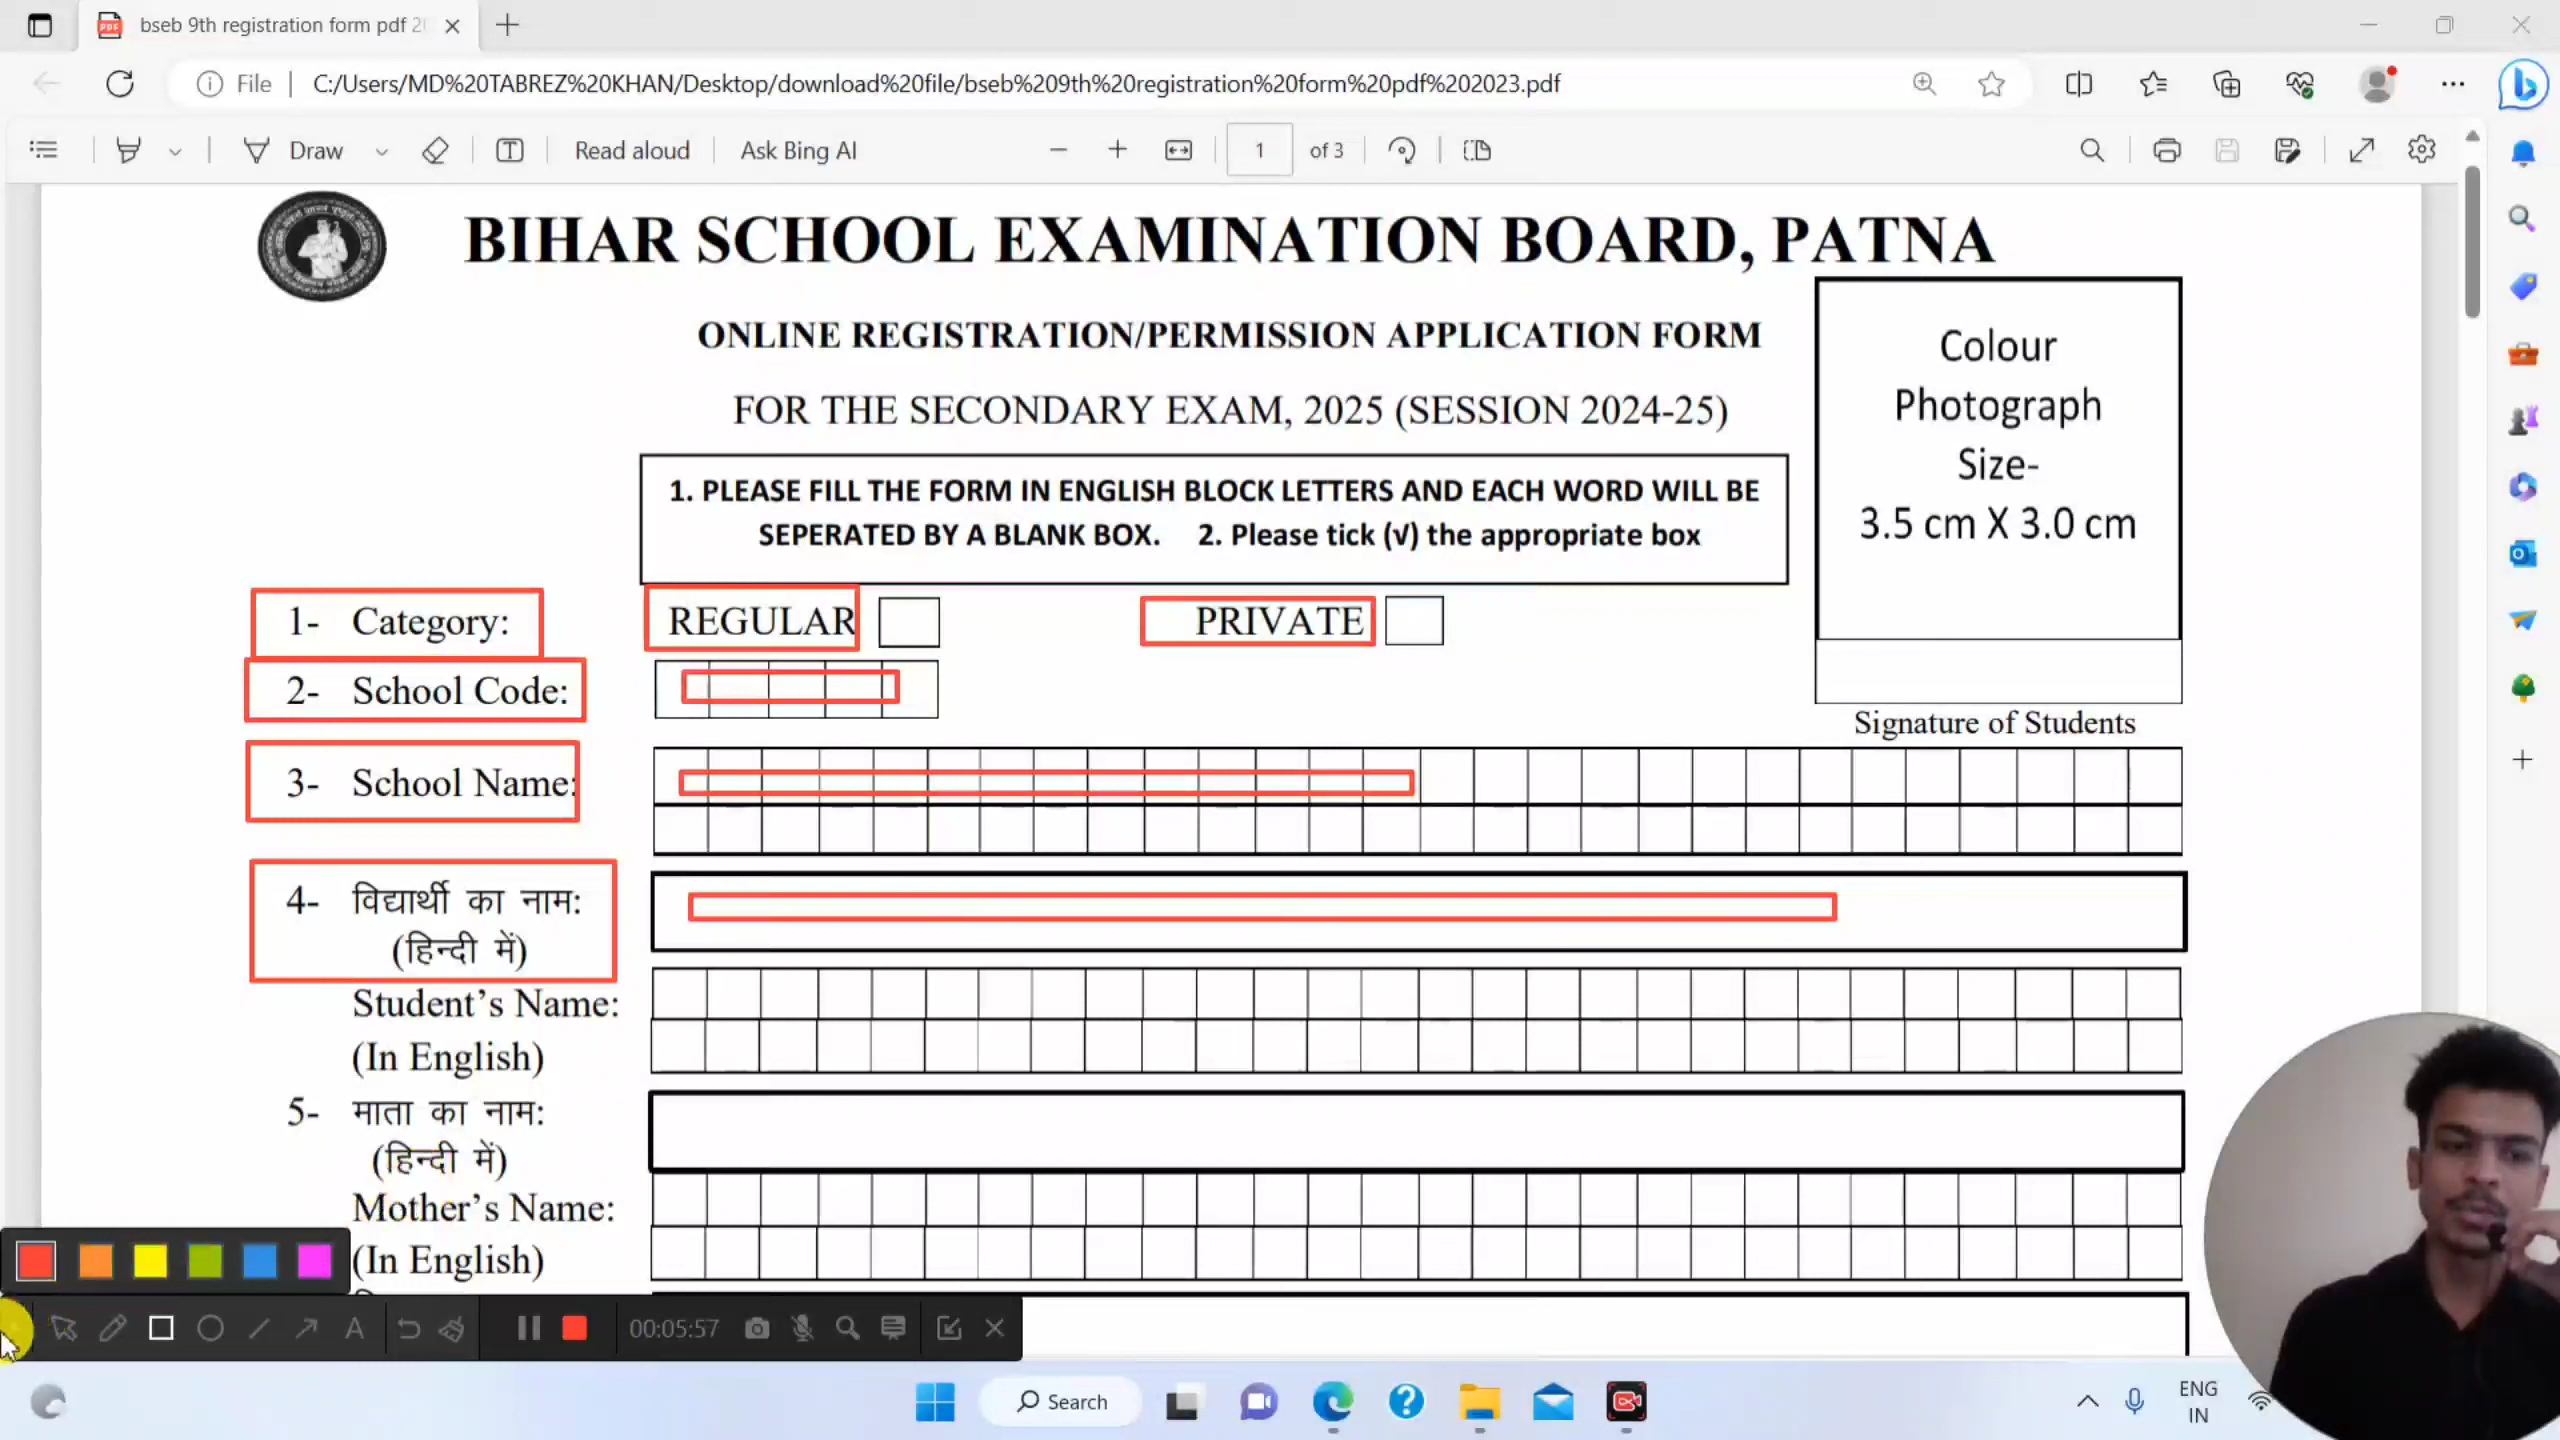 bseb 9th registration form pdf 2
File
C:/Users/MD%20TABREZ%20KHAN/Desktop/download%20file/bseb%209th%20registration%20form%20pdf%202023.pdf
Draw
Read aloud
Ask Bing AI
1 of 3
BIHAR SCHOOL EXAMINATION BOARD, PATNA
ONLINE REGISTRATION/PERMISSION APPLICATION FORM
FOR THE SECONDARY EXAM, 2025 (SESSION 2024-25)
Colour
Photograph
Size-
3.5 cm X 3.0 cm
1. PLEASE FILL THE FORM IN ENGLISH BLOCK LETTERS AND EACH WORD WILL BE
SEPERATED BY A BLANK BOX. 2. Please tick (√) the appropriate box
1- Category: REGULAR PRIVATE
2- School Code:
Signature of Students
3- School Name:
4- विद्यार्थी का नाम:
(हिन्दी में)
Student's Name:
(In English)
5- माता का नाम:
(हिन्दी में)
Mother's Name:
(In English)
00:05:57
Search
ENG
IN